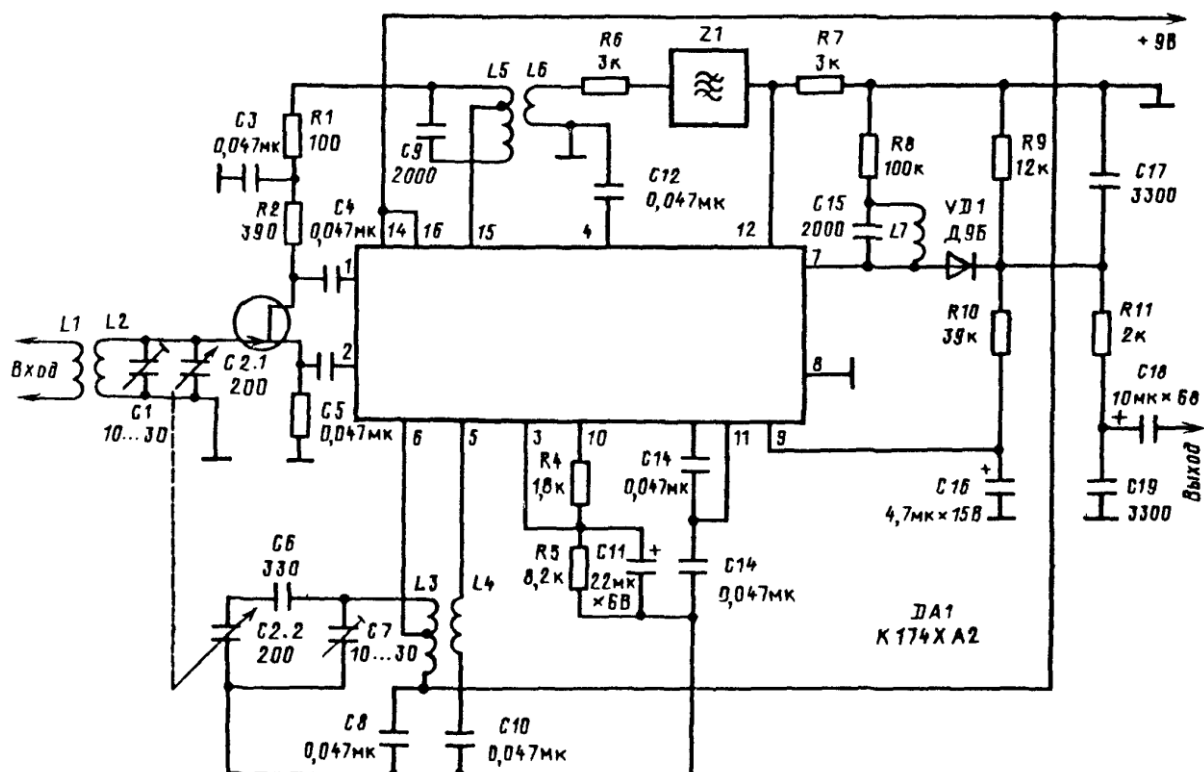 +9В
R6
3к
Z1
R7
3к
L5
L6
C3
0,047мк
R1
100
C9
2000
R8
100к
R9
12к
C17
3300
R2
390
C4
0,047мк
14
16
15
C12
0,047мк
4
12
C15
2000
L7
VD1
Д9Б
1
7
L1
L2
Вход
C2.1
200
2
R10
39к
R11
2к
8
C18
10мк×6В
+
C1
10...30
C5
0,047мк
6
5
3
10
11
9
R4
1,8к
C14
0,047мк
+
C16
4,7мк×15В
C19
3300
Выход
C6
330
L3
L4
R5
8,2к
C11
+
22мк
×6В
C14
0,047мк
C2.2
200
C7
10...30
DA1
К174ХА2
C8
0,047мк
C10
0,047мк